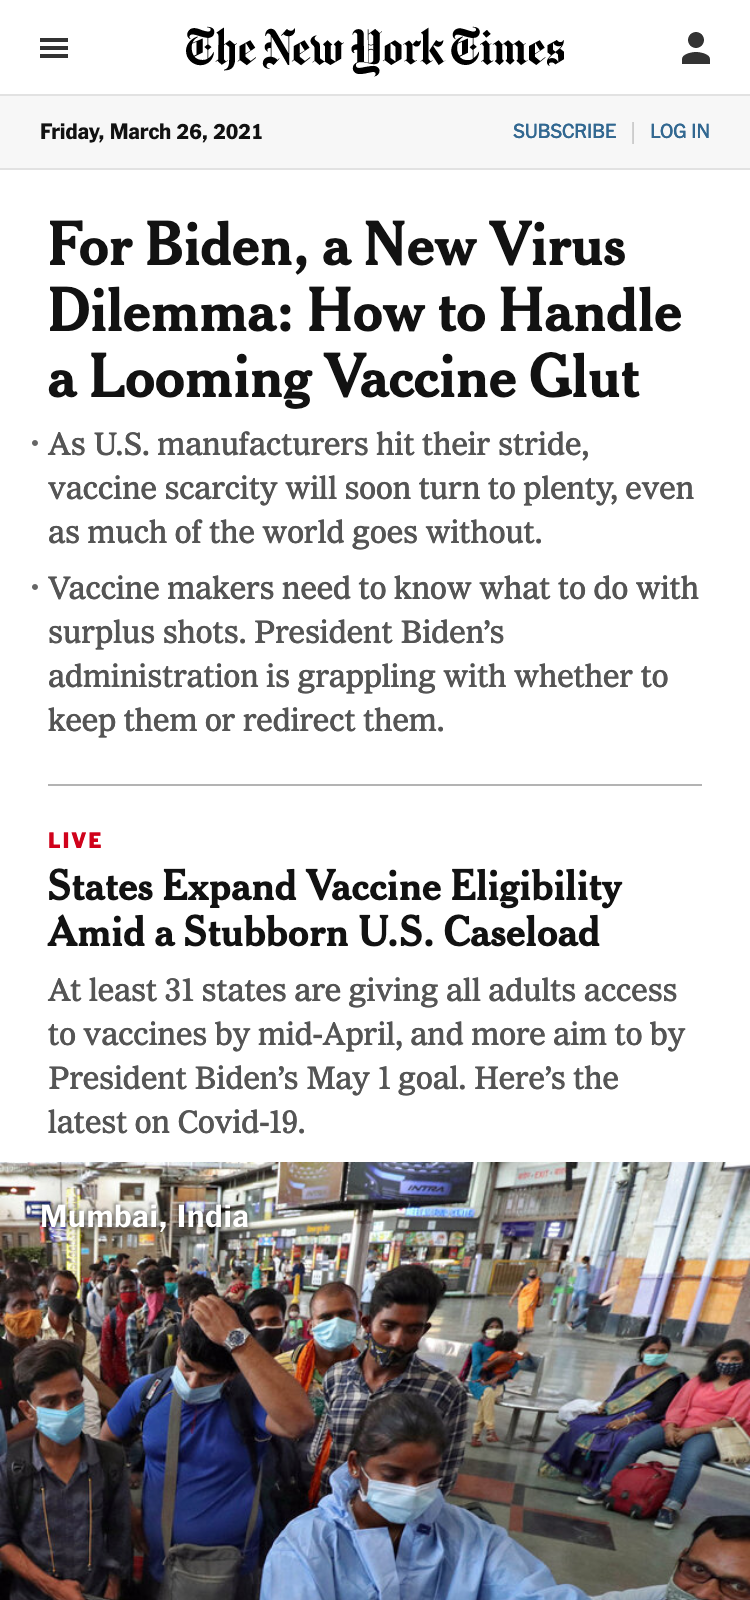 The New York Times
Friday, March 26, 2021
SUBSCRIBE
LOG IN
For Biden, a New Virus
Dilemma: How to Handle
a Looming Vaccine Glut
· As U.S. manufacturers hit their stride,
vaccine scarcity will soon turn to plenty, even
as much of the world goes without.
· Vaccine makers need to know what to do with
surplus shots. President Biden’s
administration is grappling with whether to
keep them or redirect them.
LIVE
States Expand Vaccine Eligibility
Amid a Stubborn U.S. Caseload
At least 31 states are giving all adults access
to vaccines by mid-April, and more aim to by
President Biden’s May 1 goal. Here’s the
latest on Covid-19.
INTRA
Mumbai, India